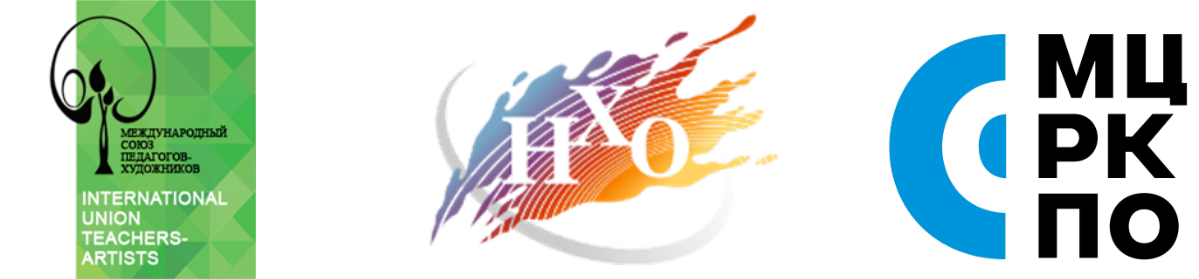 МЕЖДУНАРОДНЫЙ
СОЮЗ
ПЕДАГОГОВ-
ХУДОЖНИКОВ
INTERNATIONAL
UNION
TEACHERS-
ARTISTS
НХО
МЦ
РК
ПО